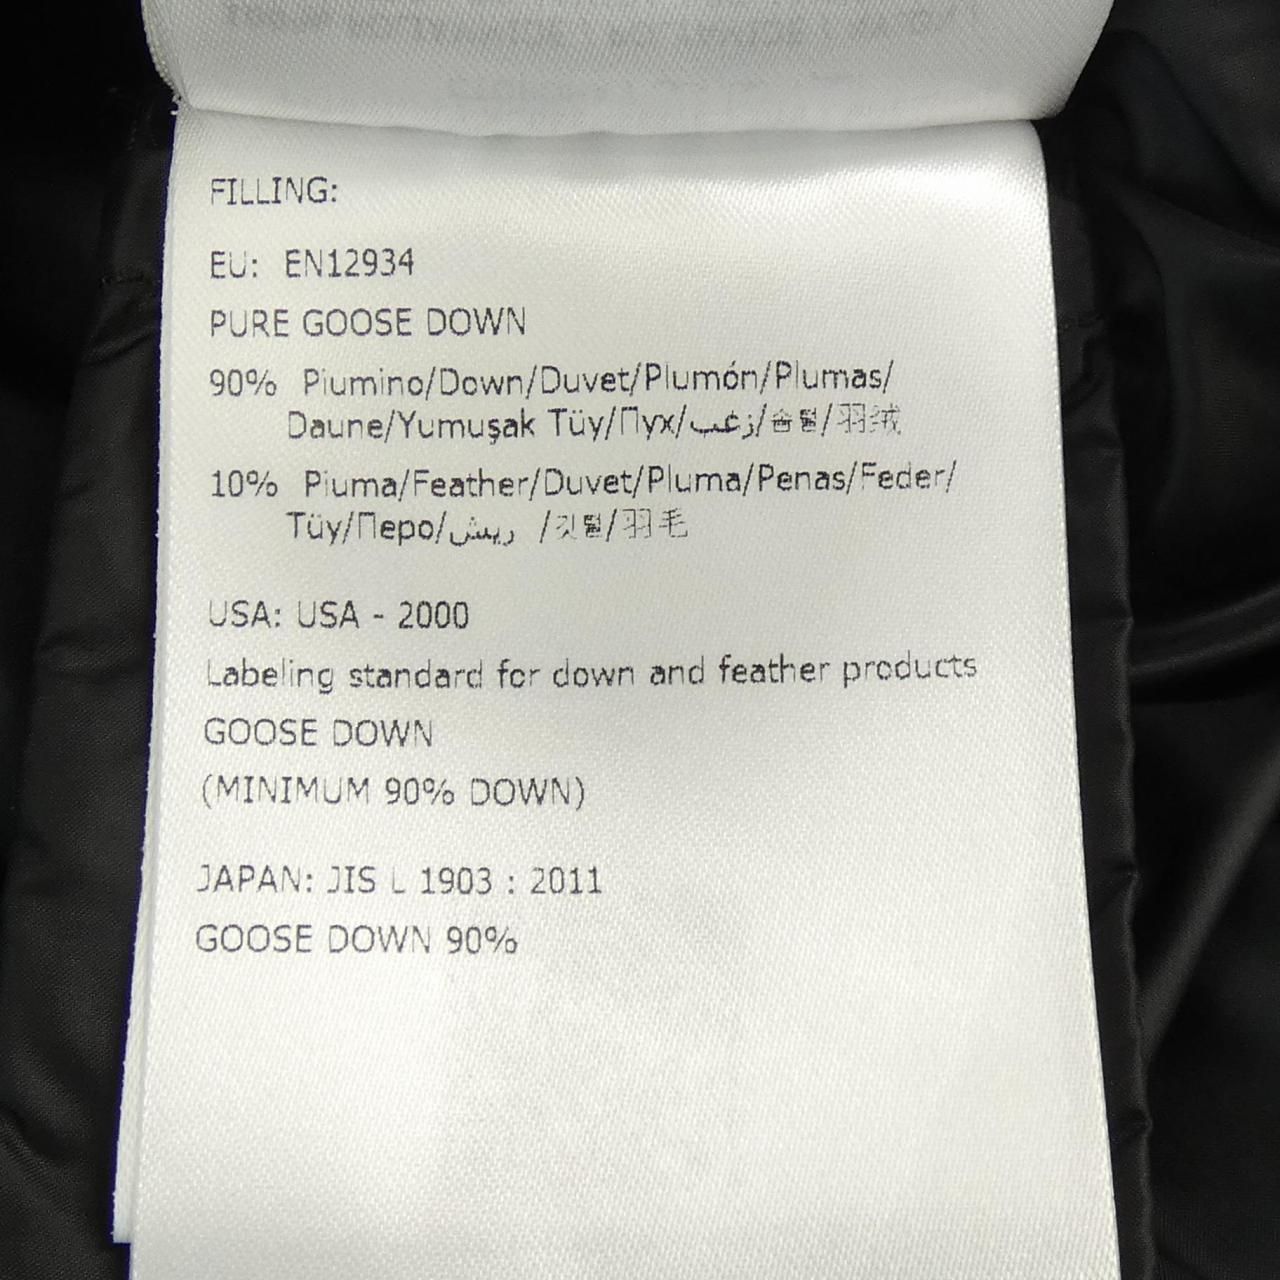 FILLING:
EU: EN12934
PURE GOOSE DOWN
90% Piumino/Down/Duvet/Plumón/Plumas/
Daune/Yumuşak Tüy/Пух/زغب/솜털/羽绒
10% Piuma/Feather/Duvet/Pluma/Penas/Feder/
Tüy/Перо/ريش /깃털/羽毛
USA: USA - 2000
Labeling standard for down and feather products
GOOSE DOWN
(MINIMUM 90% DOWN)
JAPAN: JIS L 1903 : 2011
GOOSE DOWN 90%